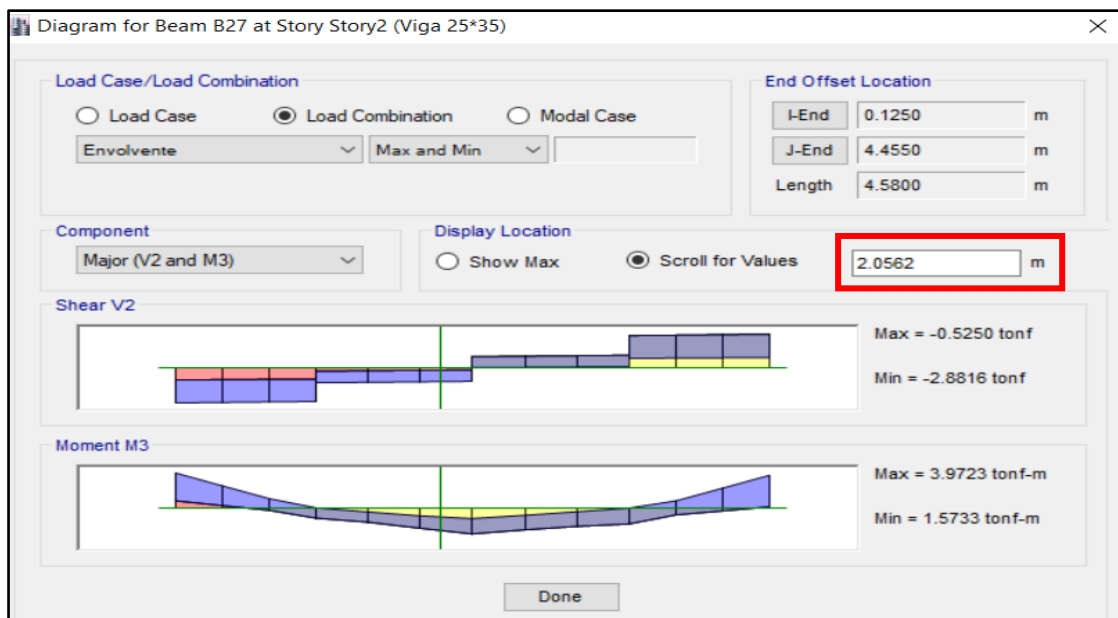 Diagram for Beam B27 at Story Story2 (Viga 25*35)
Load Case/Load Combination
Load Case
Load Combination
Modal Case
Envolvente
Max and Min
End Offset Location
I-End
0.1250
m
J-End
4.4550
m
Length
4.5800
m
Component
Major (V2 and M3)
Display Location
Show Max
Scroll for Values
2.0562
m
Shear V2
Max = -0.5250 tonf
Min = -2.8816 tonf
Moment M3
Max = 3.9723 tonf-m
Min = 1.5733 tonf-m
Done